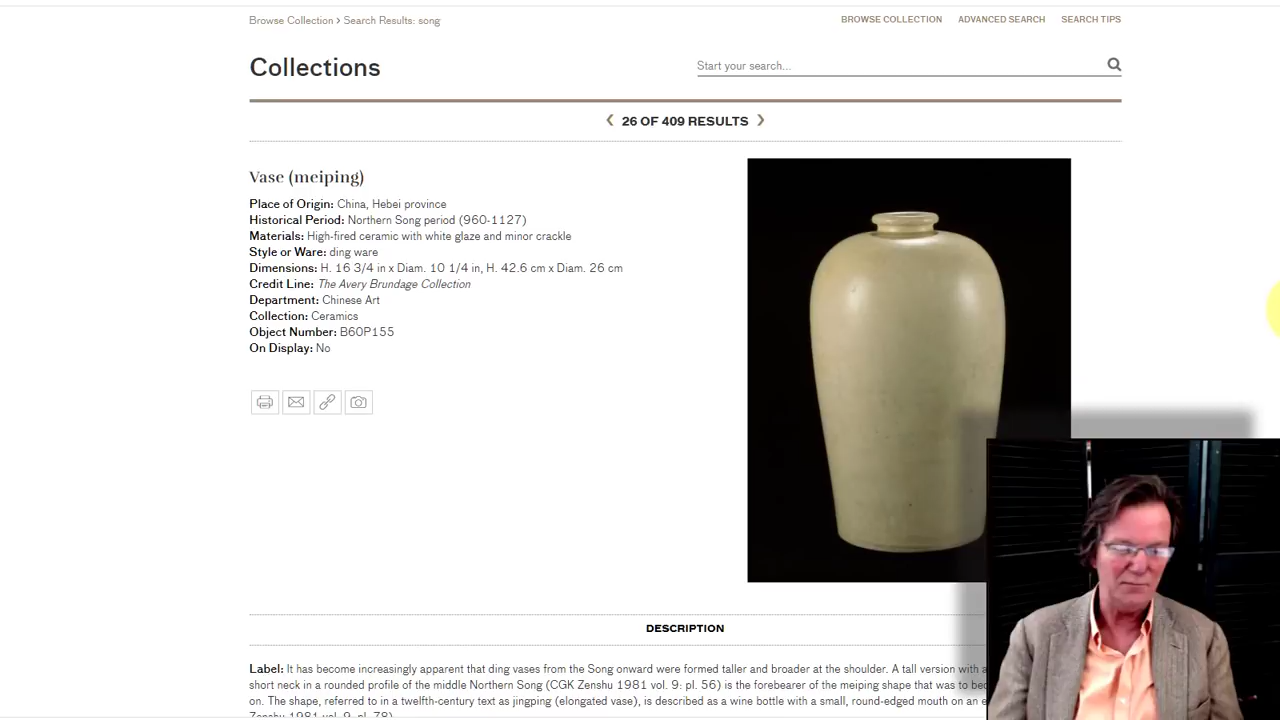 Browse Collection › Search Results: song
BROWSE COLLECTION ADVANCED SEARCH SEARCH TIPS
Collections
Start your search...
26 OF 409 RESULTS
Vase (meiping)
Place of Origin: China, Hebei province
Historical Period: Northern Song period (960-1127)
Materials: High-fired ceramic with white glaze and minor crackle
Style or Ware: ding ware
Dimensions: H. 16 3/4 in x Diam. 10 1/4 in, H. 42.6 cm x Diam. 26 cm
Credit Line: The Avery Brundage Collection
Department: Chinese Art
Collection: Ceramics
Object Number: B60P155
On Display: No
DESCRIPTION
Label: It has become increasingly apparent that ding vases from the Song onward were formed taller and broader at the shoulder. A tall version with a
short neck in a rounded profile of the middle Northern Song (CGK Zenshu 1981 vol. 9: pl. 56) is the forebearer of the meiping shape that was to
on. The shape, referred to in a twelfth-century text as jingping (elongated vase), is described as a wine bottle with a small, round-edged mouth on an
Zenshu 1981 vol. 9, pl. 78)